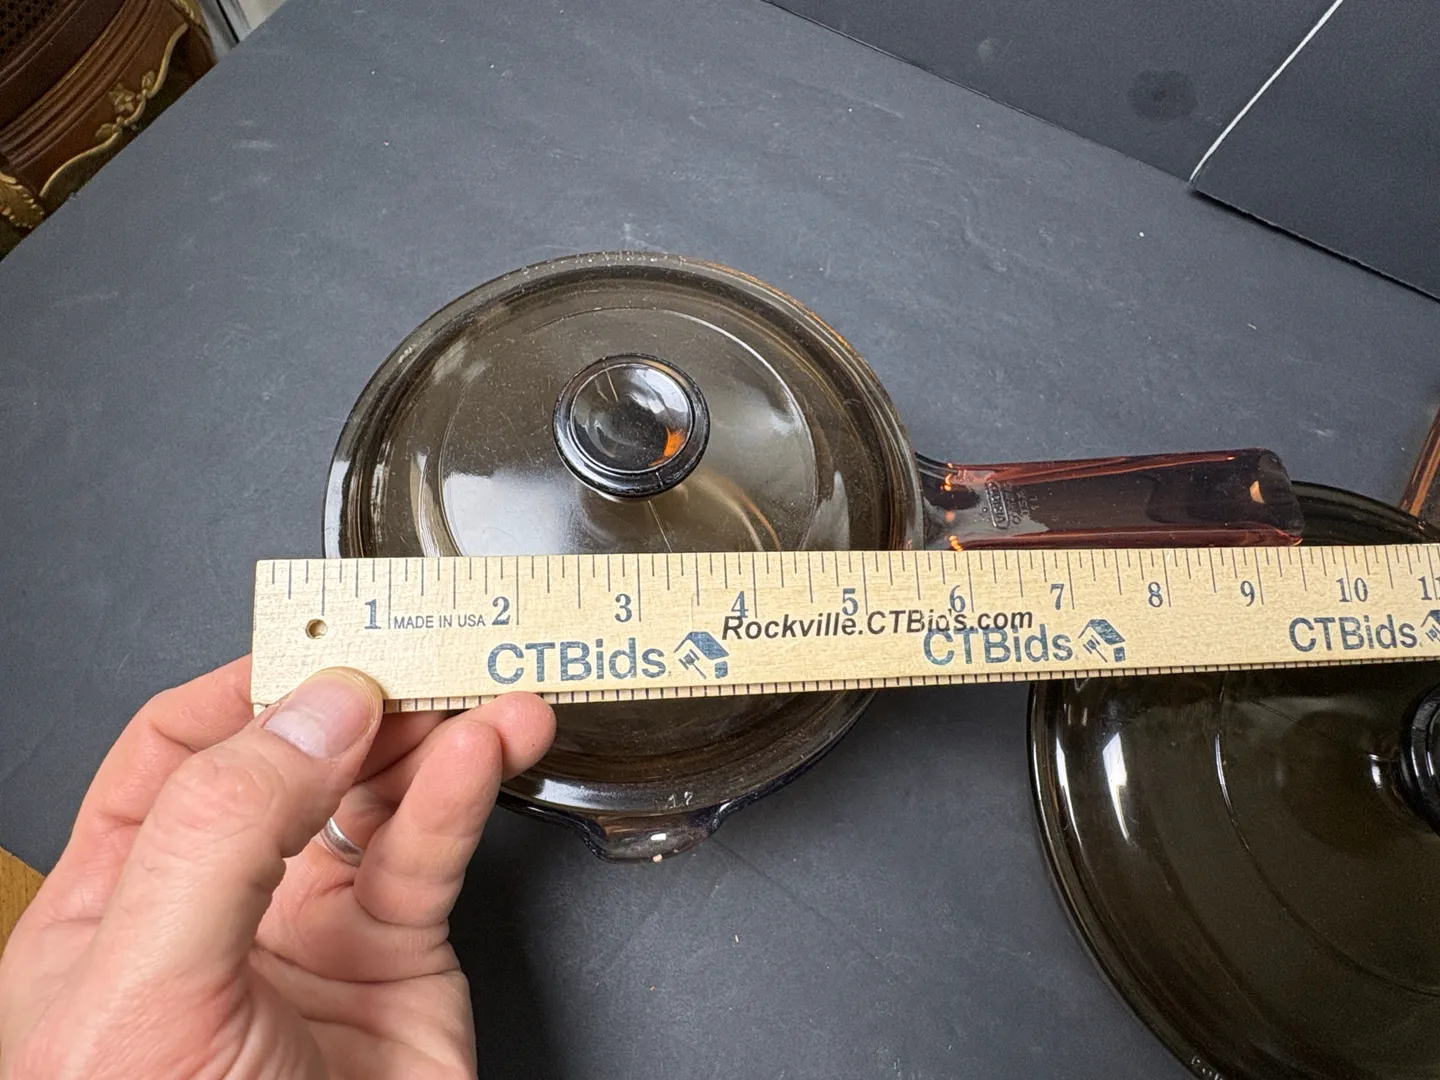 1 MADE IN USA 2 3 4 5 6 7 8 9 10 11
Rockville.CTBids.com
CTBids CTBids CTBids
17